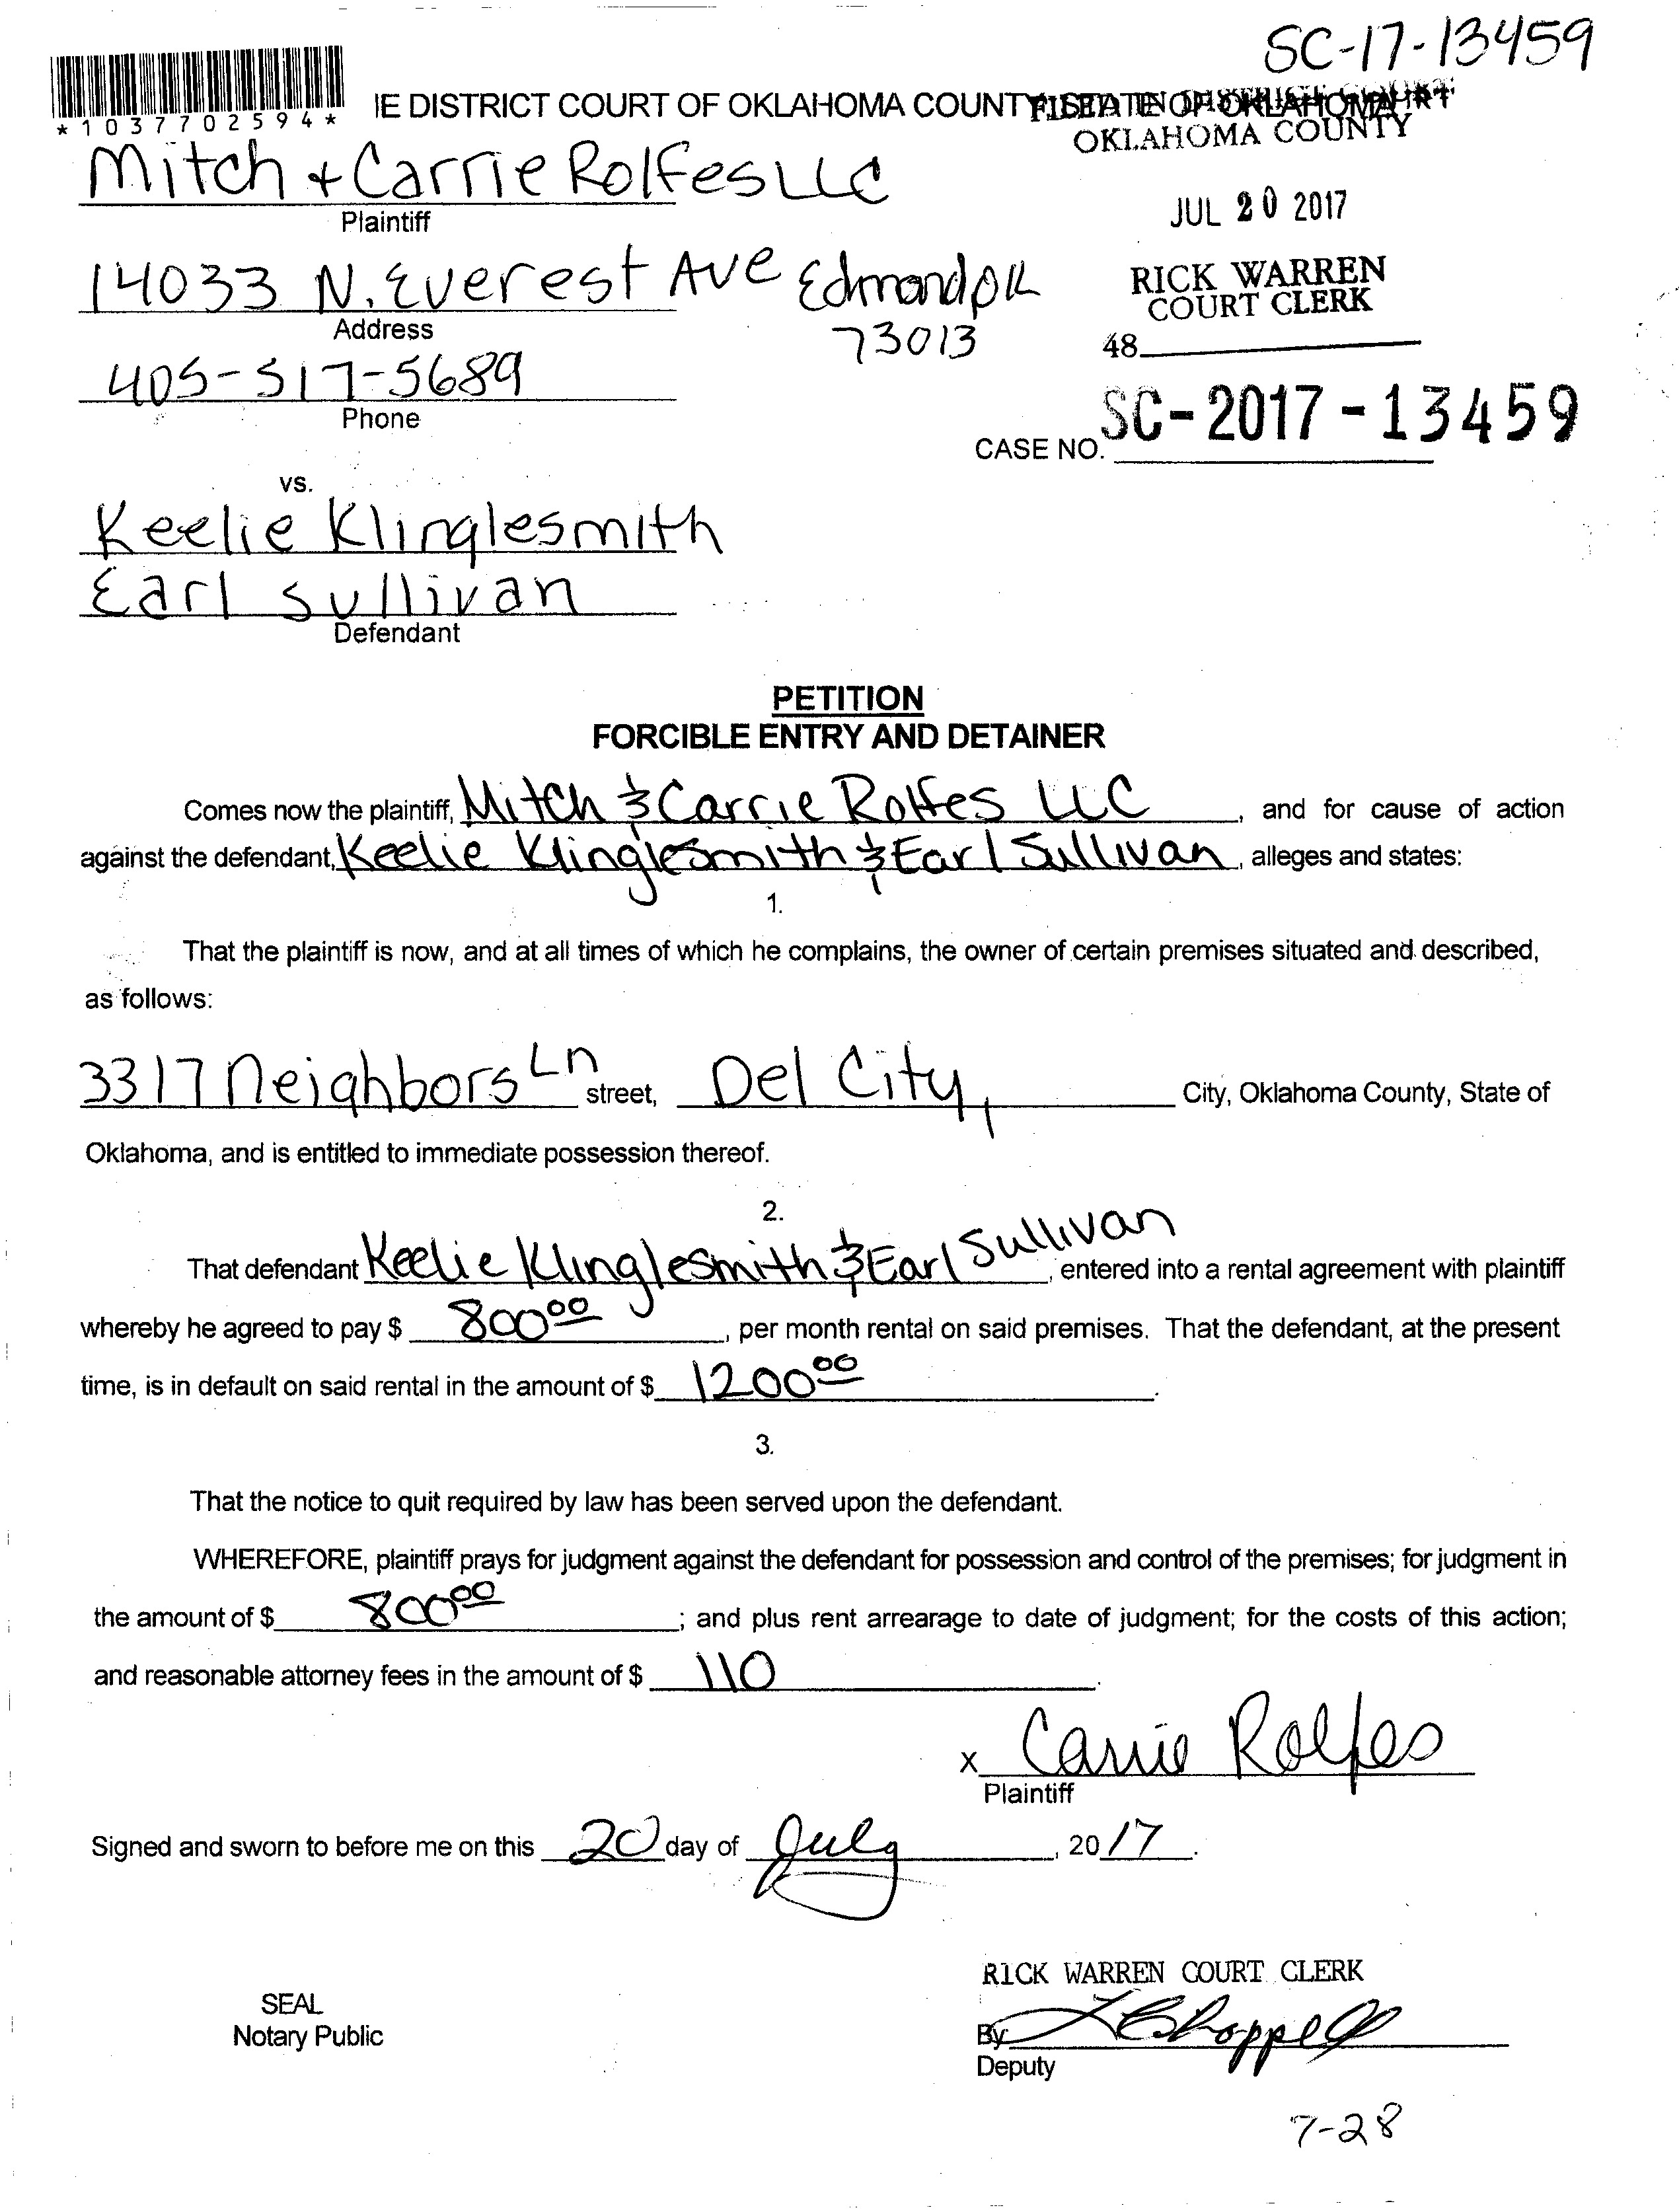 SC-17-13459
*1037702594*
IE DISTRICT COURT OF OKLAHOMA COUNTY, STATE OF OKLAHOMA
FILED IN DISTRICT COURT
OKLAHOMA COUNTY
Mitch + Carrie Rolfes LLC
Plaintiff
JUL 20 2017
14033 N. Everest Ave Edmond OK
73013
Address
RICK WARREN
COURT CLERK
48
405-517-5689
Phone
CASE NO. SC-2017-13459
vs.
Keelie Klinglesmith
Earl Sullivan
Defendant
PETITION
FORCIBLE ENTRY AND DETAINER
Comes now the plaintiff, Mitch & Carrie Rolfes LLC, and for cause of action
against the defendant, Keelie Klinglesmith & Earl Sullivan, alleges and states:
1.
That the plaintiff is now, and at all times of which he complains, the owner of certain premises situated and described,
as follows:
3317 Neighbors Ln street, Del City, City, Oklahoma County, State of
Oklahoma, and is entitled to immediate possession thereof.
2.
That defendant Keelie Klinglesmith & Earl Sullivan, entered into a rental agreement with plaintiff
whereby he agreed to pay $ 800 00, per month rental on said premises. That the defendant, at the present
time, is in default on said rental in the amount of $ 1200 00.
3.
That the notice to quit required by law has been served upon the defendant.
WHEREFORE, plaintiff prays for judgment against the defendant for possession and control of the premises; for judgment in
the amount of $ 800 00; and plus rent arrearage to date of judgment; for the costs of this action;
and reasonable attorney fees in the amount of $ 110.
X Carrie Rolfes
Plaintiff
Signed and sworn to before me on this 20 day of July, 2017.
RICK WARREN COURT CLERK
SEAL
Notary Public
By L Chappell
Deputy
7-28